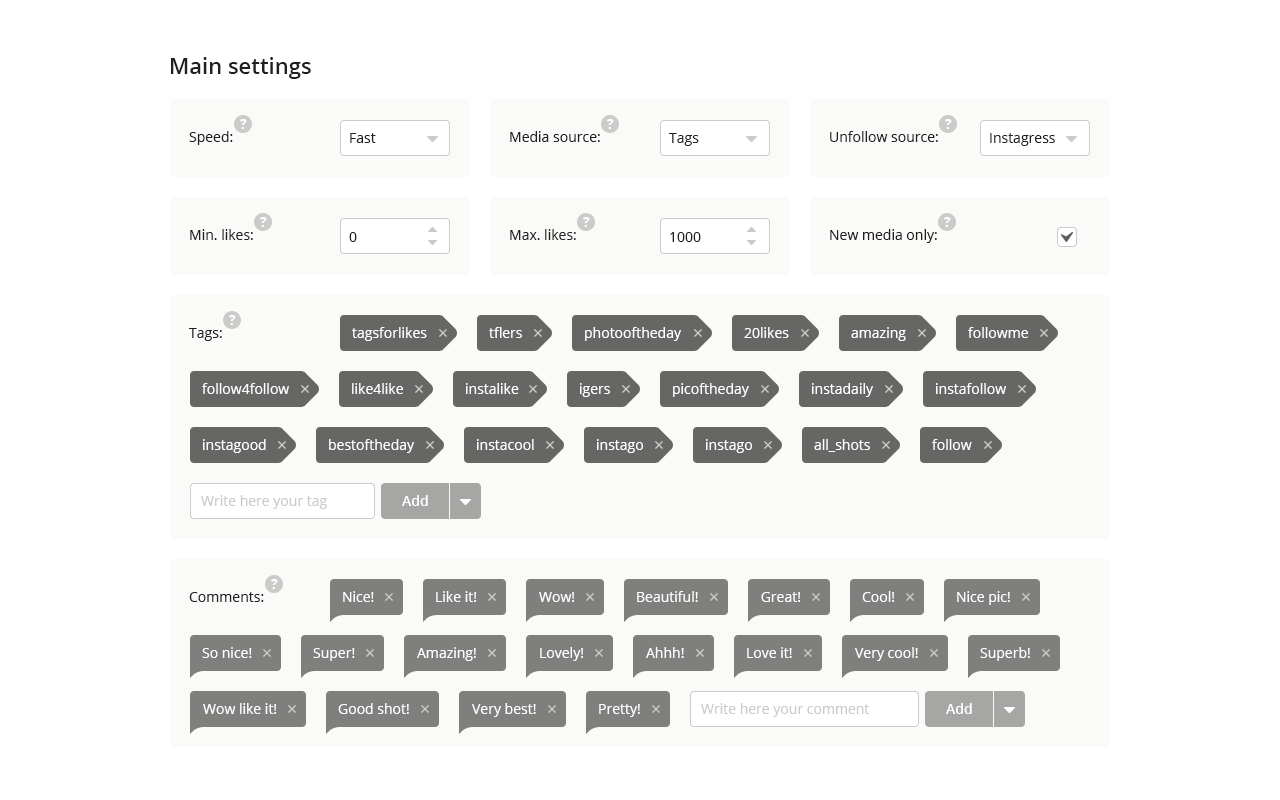 Main settings
Speed: ? Fast Media source: ? Tags Unfollow source: ? Instagress
Min. likes: ? 0 Max. likes: ? 1000 New media only: ?
Tags: ? tagsforlikes × tflers × photooftheday × 20likes × amazing × followme ×
follow4follow × like4like × instalike × igers × picoftheday × instadaily × instafollow ×
instagood × bestoftheday × instacool × instago × instago × all_shots × follow ×
Write here your tag Add
Comments: ? Nice! × Like it! × Wow! × Beautiful! × Great! × Cool! × Nice pic! ×
So nice! × Super! × Amazing! × Lovely! × Ahhh! × Love it! × Very cool! × Superb! ×
Wow like it! × Good shot! × Very best! × Pretty! × Write here your comment Add